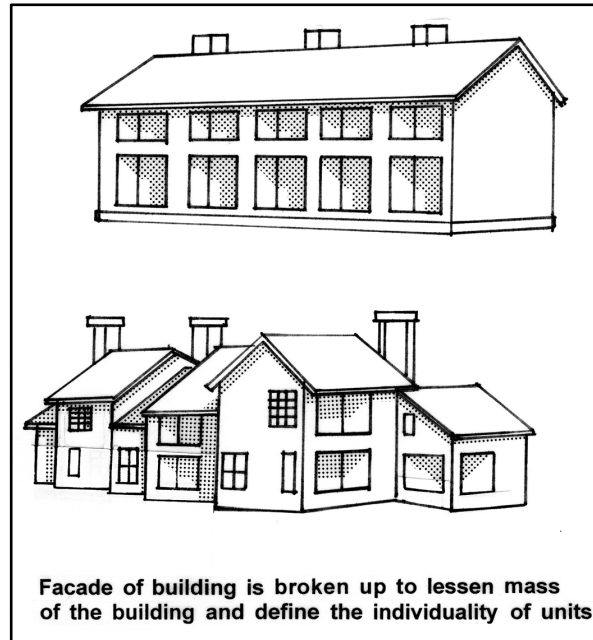 Facade of building is broken up to lessen mass
of the building and define the individuality of units